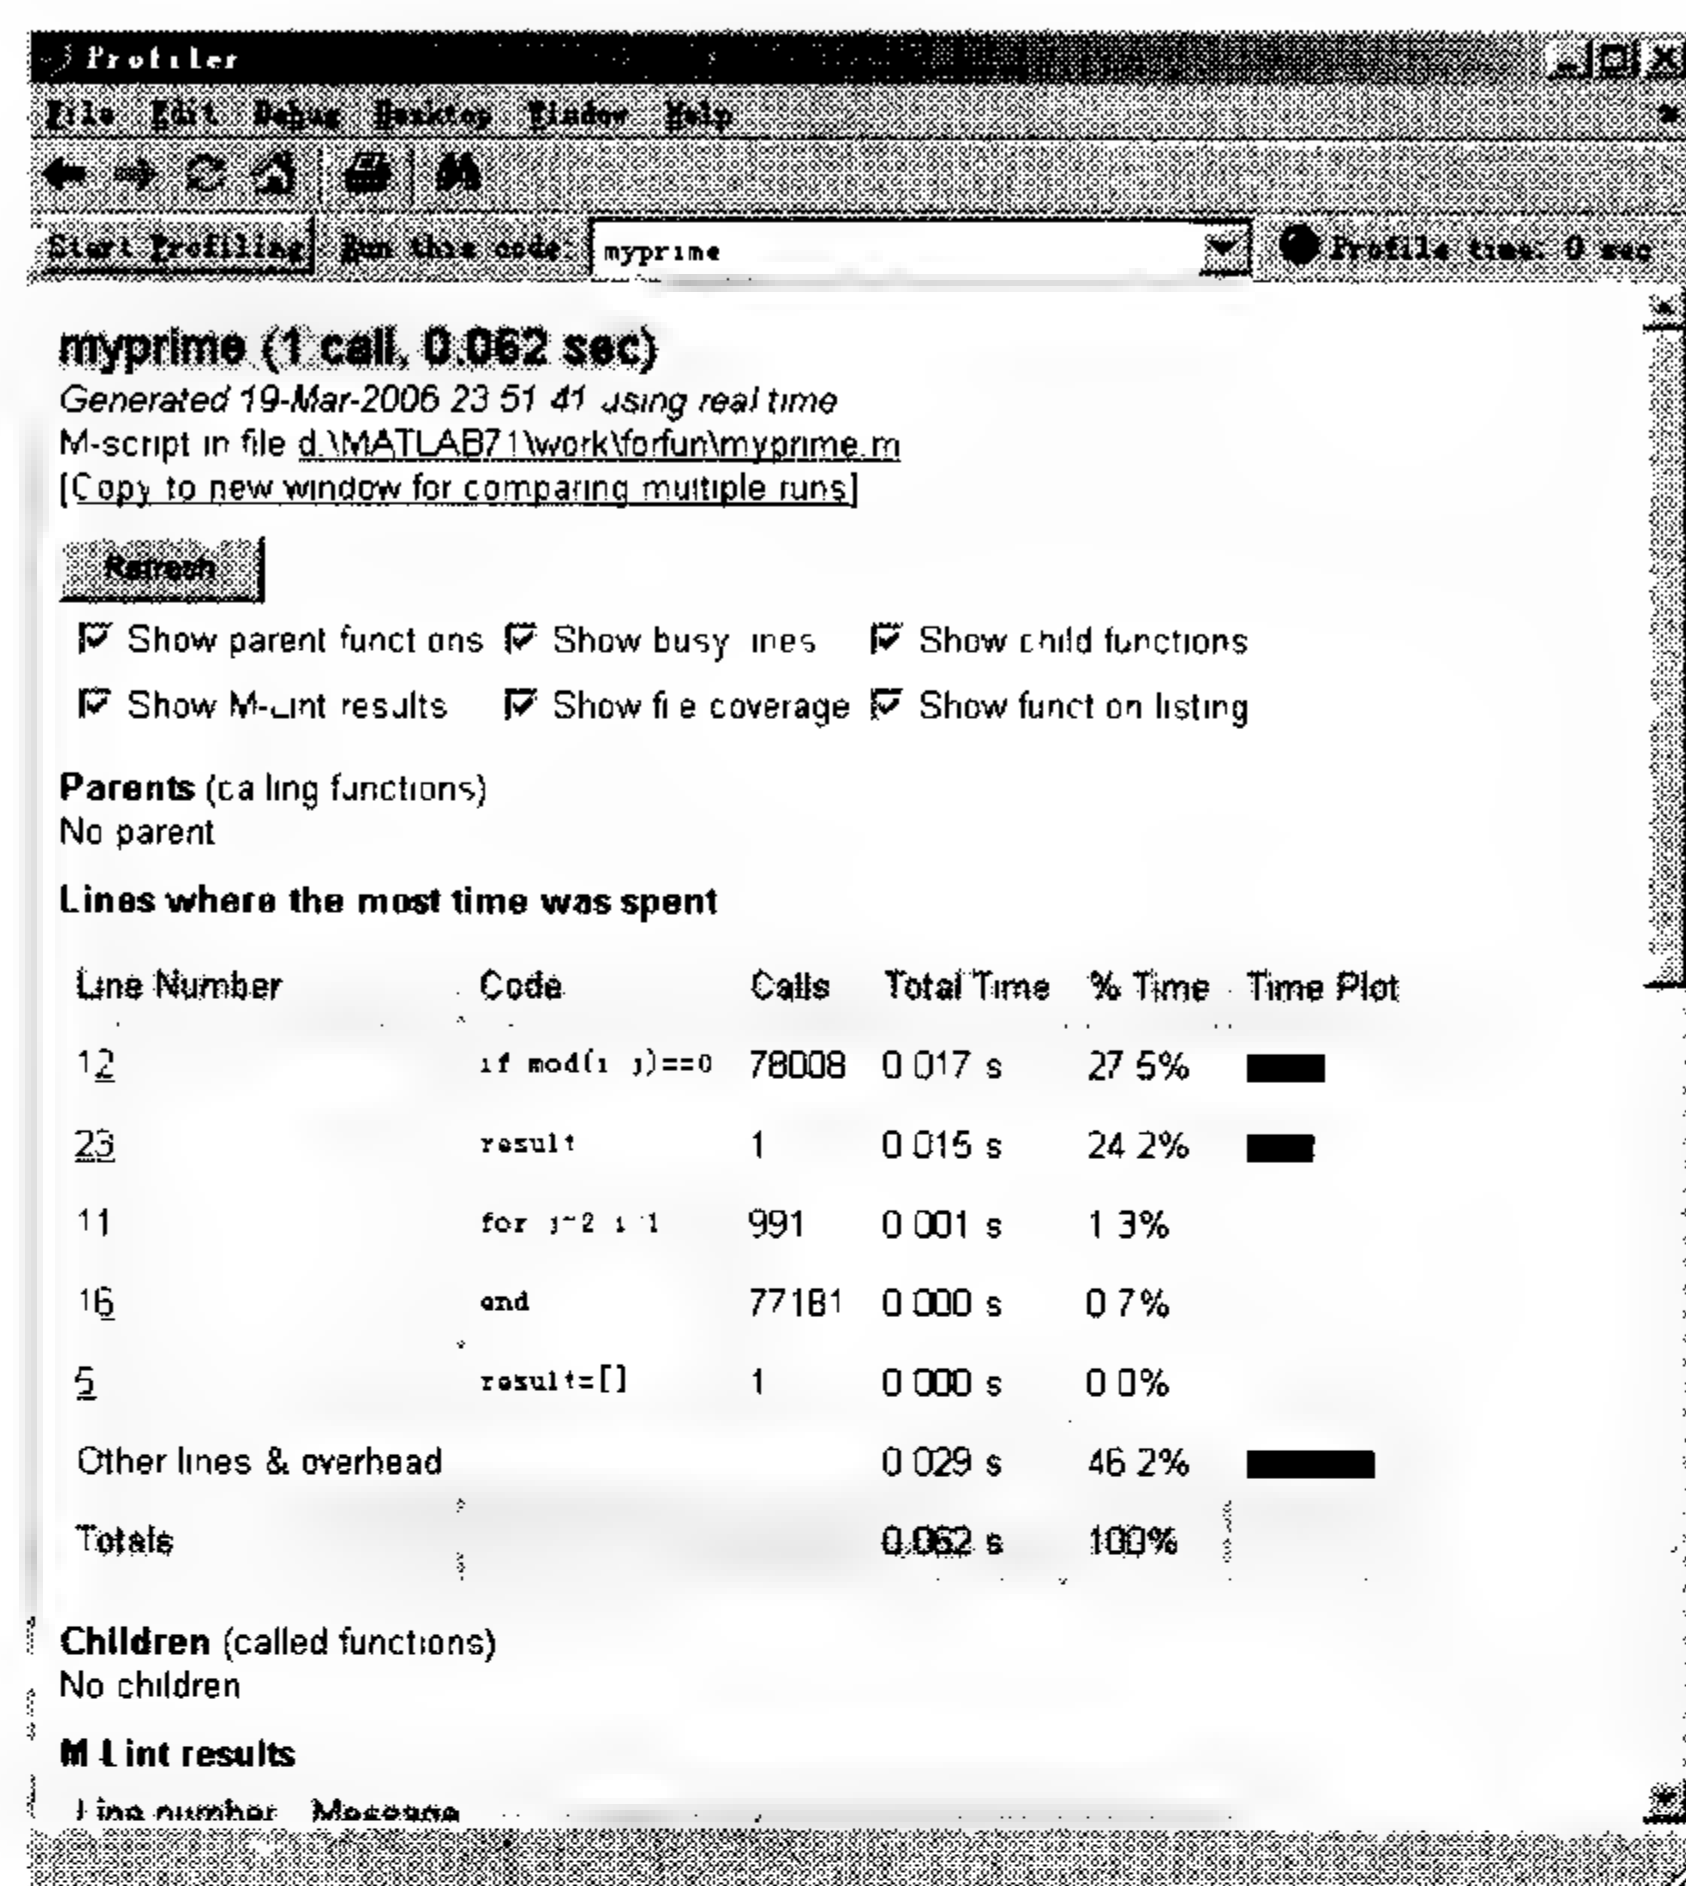 Profiler
File Edit Debug Desktop Window Help
Start Profiling Run this code: myprime Profile time: 0 sec
myprime (1 call, 0.062 sec)
Generated 19-Mar-2006 23 51 41 using real time
M-script in file d:\MATLAB71\work\forfun\myprime.m
[Copy to new window for comparing multiple runs]
Refresh
Show parent functions Show busy lines Show child functions
Show M-Lint results Show file coverage Show function listing
Parents (calling functions)
No parent
Lines where the most time was spent
Line Number Code Calls Total Time % Time Time Plot
12 if mod(i j)==0 78008 0 017 s 27 5%
23 result 1 0 015 s 24 2%
11 for j=2 i-1 991 0 001 s 1 3%
16 end 77181 0 000 s 0 7%
5 result=[] 1 0 000 s 0 0%
Other lines & overhead 0 029 s 46 2%
Totals 0.062 s 100%
Children (called functions)
No children
M Lint results
Line number Message